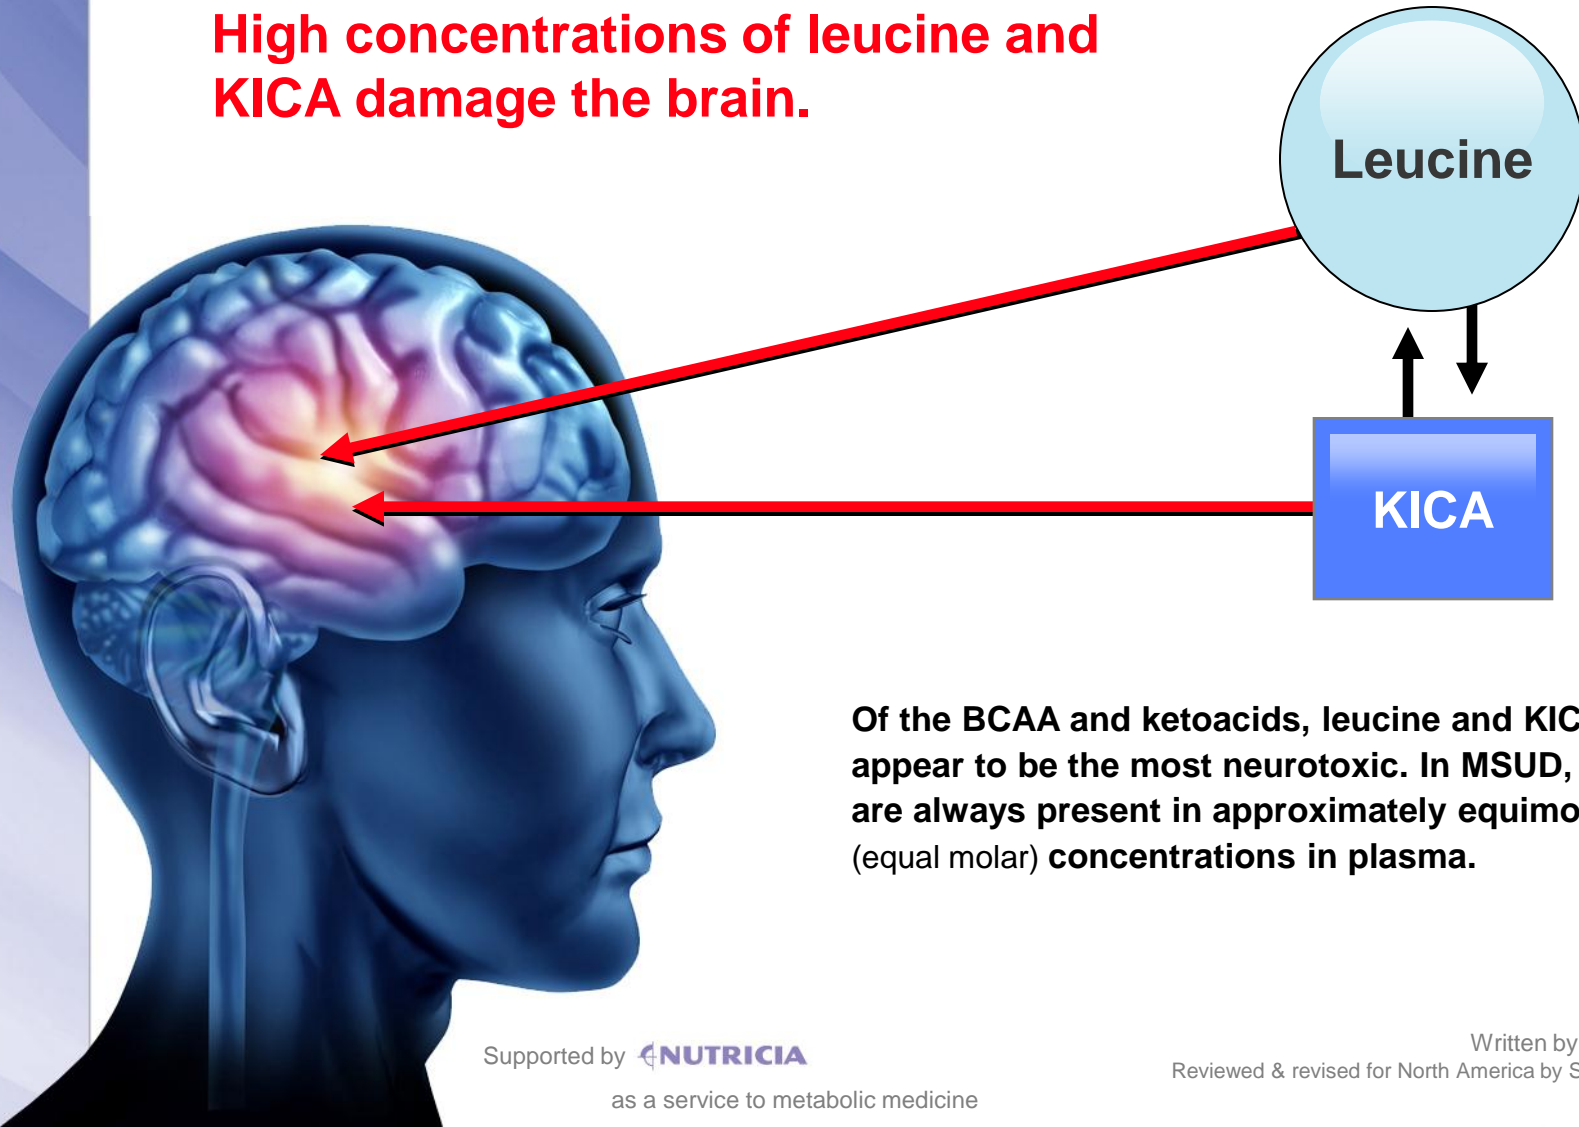 High concentrations of leucine and
KICA damage the brain.
Leucine
KICA
Of the BCAA and ketoacids, leucine and KIC
appear to be the most neurotoxic. In MSUD,
are always present in approximately equimo
(equal molar) concentrations in plasma.
Supported by NUTRICIA
as a service to metabolic medicine
Written by
Reviewed & revised for North America by S